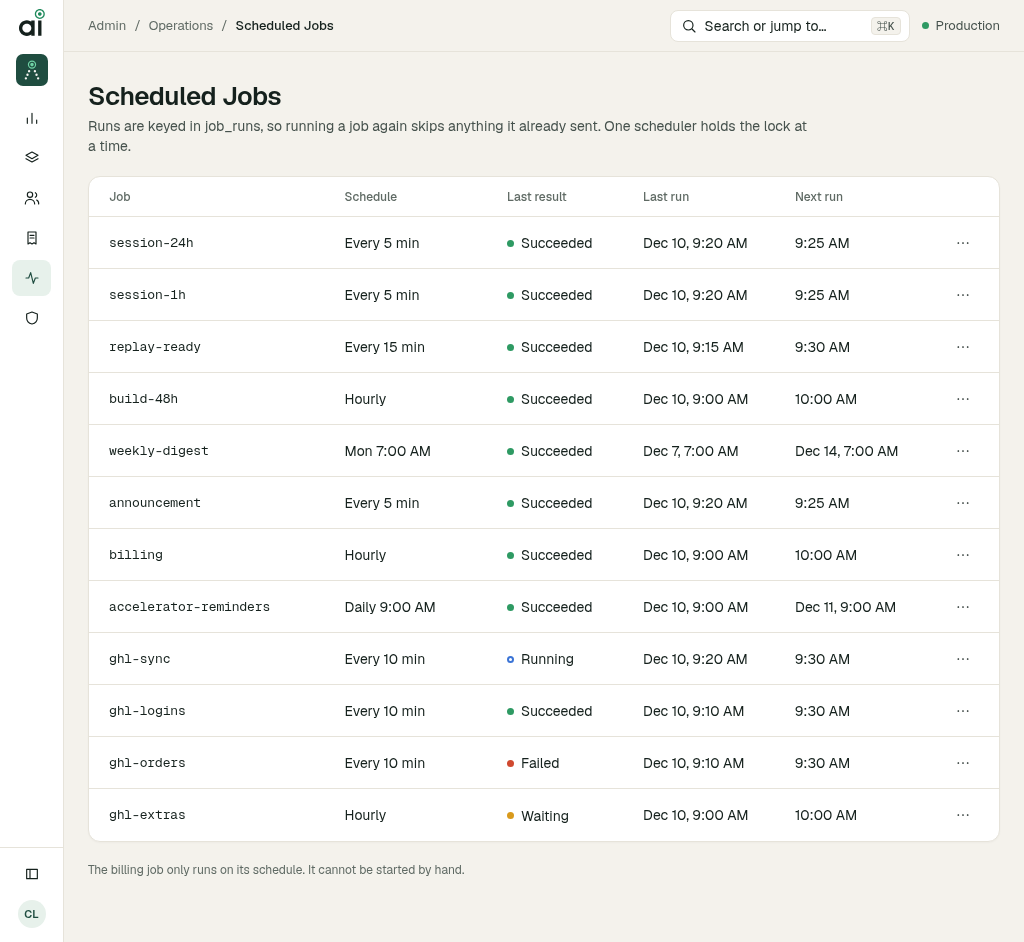 ai
Admin / Operations / Scheduled Jobs
Search or jump to… ⌘K
Production
Scheduled Jobs
Runs are keyed in job_runs, so running a job again skips anything it already sent. One scheduler holds the lock at
a time.
Job Schedule Last result Last run Next run
session-24h Every 5 min Succeeded Dec 10, 9:20 AM 9:25 AM ...
session-1h Every 5 min Succeeded Dec 10, 9:20 AM 9:25 AM ...
replay-ready Every 15 min Succeeded Dec 10, 9:15 AM 9:30 AM ...
build-48h Hourly Succeeded Dec 10, 9:00 AM 10:00 AM ...
weekly-digest Mon 7:00 AM Succeeded Dec 7, 7:00 AM Dec 14, 7:00 AM ...
announcement Every 5 min Succeeded Dec 10, 9:20 AM 9:25 AM ...
billing Hourly Succeeded Dec 10, 9:00 AM 10:00 AM ...
accelerator-reminders Daily 9:00 AM Succeeded Dec 10, 9:00 AM Dec 11, 9:00 AM ...
ghl-sync Every 10 min Running Dec 10, 9:20 AM 9:30 AM ...
ghl-logins Every 10 min Succeeded Dec 10, 9:10 AM 9:30 AM ...
ghl-orders Every 10 min Failed Dec 10, 9:10 AM 9:30 AM ...
ghl-extras Hourly Waiting Dec 10, 9:00 AM 10:00 AM ...
The billing job only runs on its schedule. It cannot be started by hand.
CL